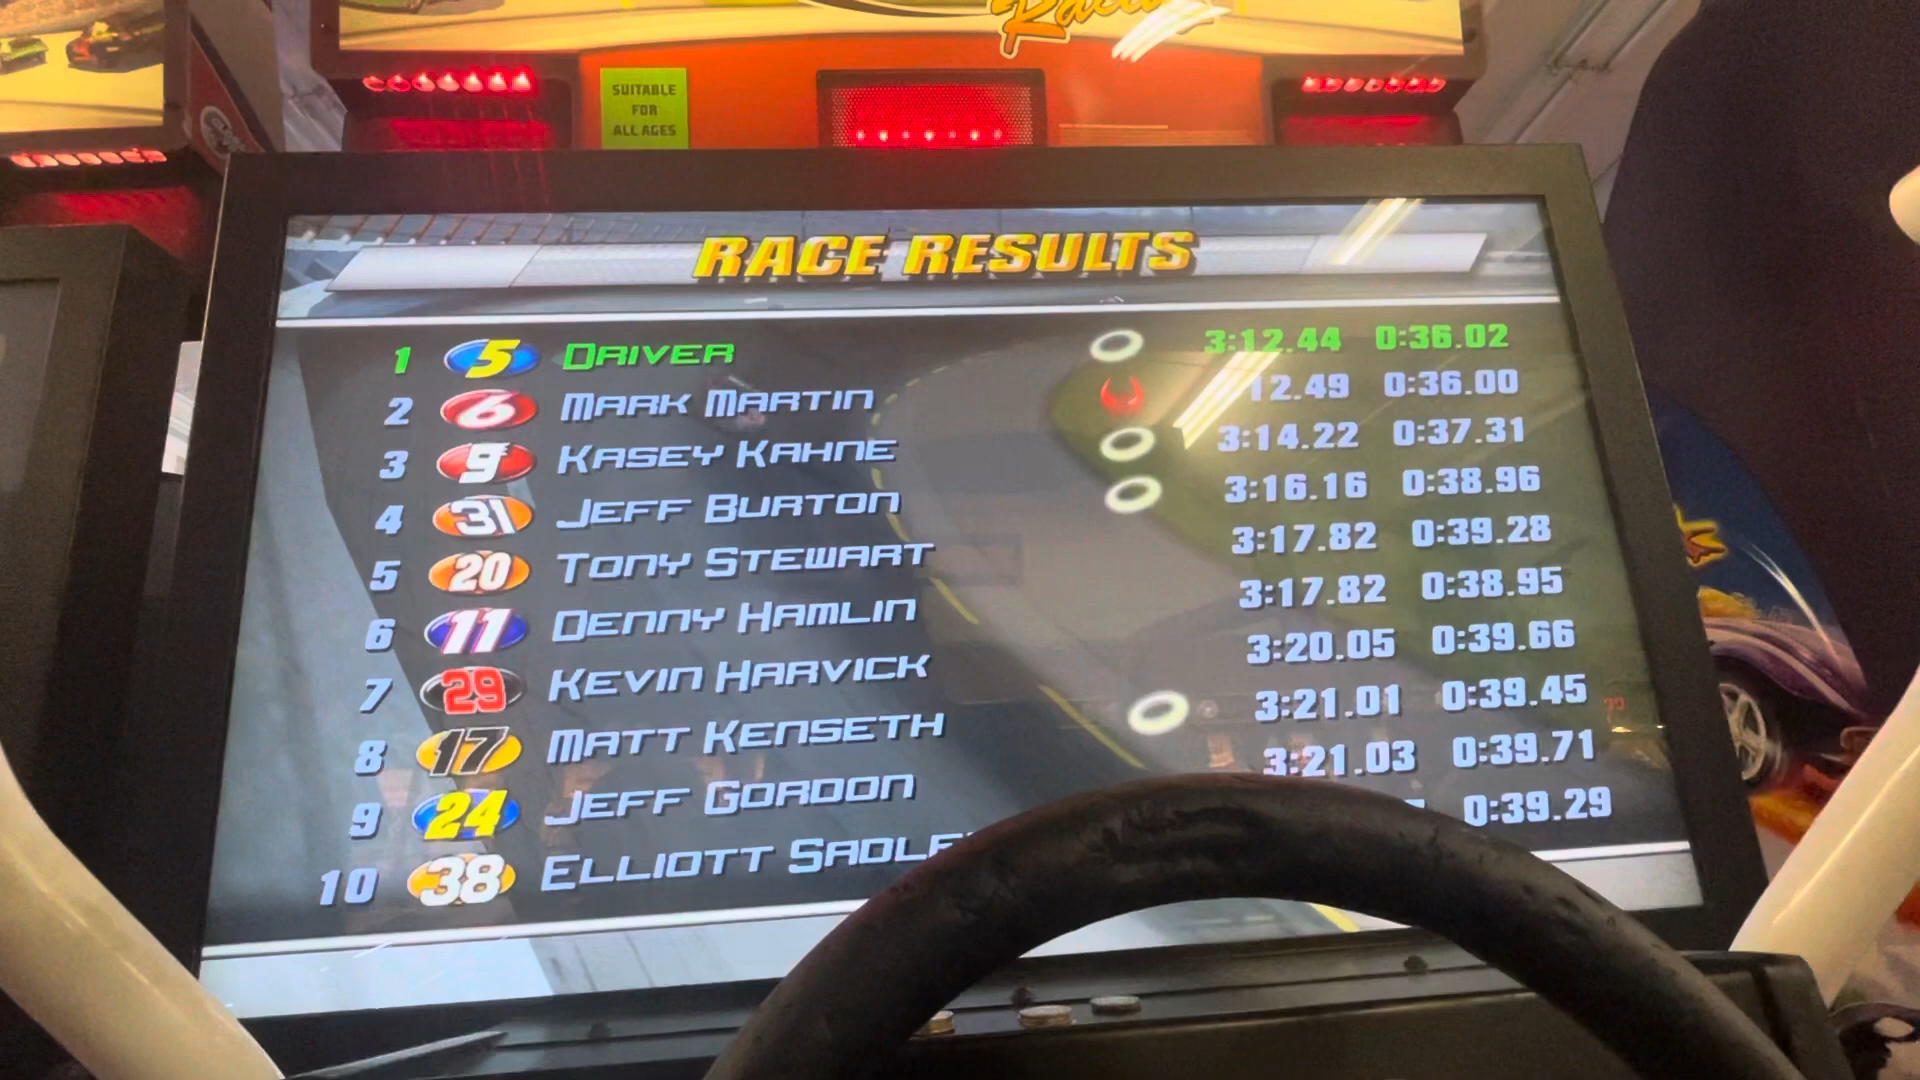 Racin
SUITABLE
FOR
ALL AGES
RACE RESULTS
1 5 DRIVER 3:12.44 0:36.02
2 6 MARK MARTIN 12.49 0:36.00
3 9 KASEY KAHNE 3:14.22 0:37.31
4 31 JEFF BURTON 3:16.16 0:38.96
5 20 TONY STEWART 3:17.82 0:39.28
6 11 DENNY HAMLIN 3:17.82 0:38.95
7 29 KEVIN HARVICK 3:20.05 0:39.66
8 17 MATT KENSETH 3:21.01 0:39.45
9 24 JEFF GORDON 3:21.03 0:39.71
10 38 ELLIOTT SADLE 0:39.29